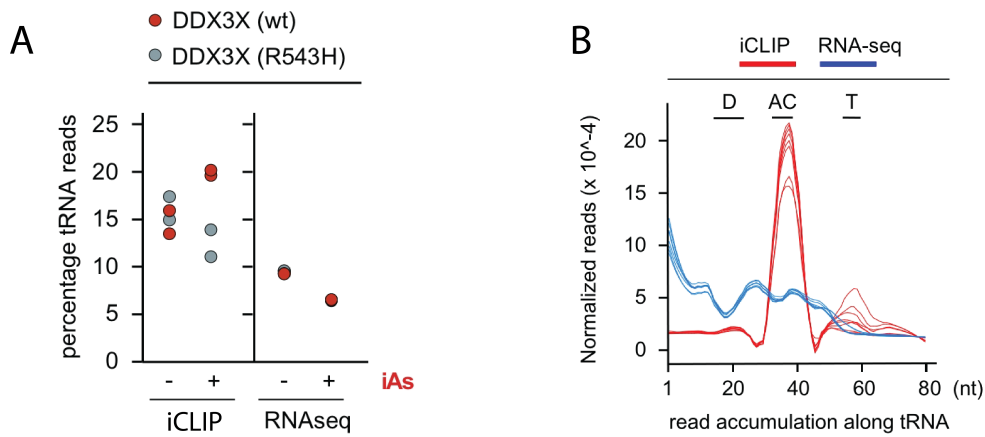 A
DDX3X (wt)
DDX3X (R543H)
percentage tRNA reads
25
20
15
10
5
0
- + - + iAs
iCLIP RNAseq
B
iCLIP RNA-seq
D AC T
Normalized reads (x 10^-4)
20
15
10
5
0
1 20 40 60 80 (nt)
read accumulation along tRNA